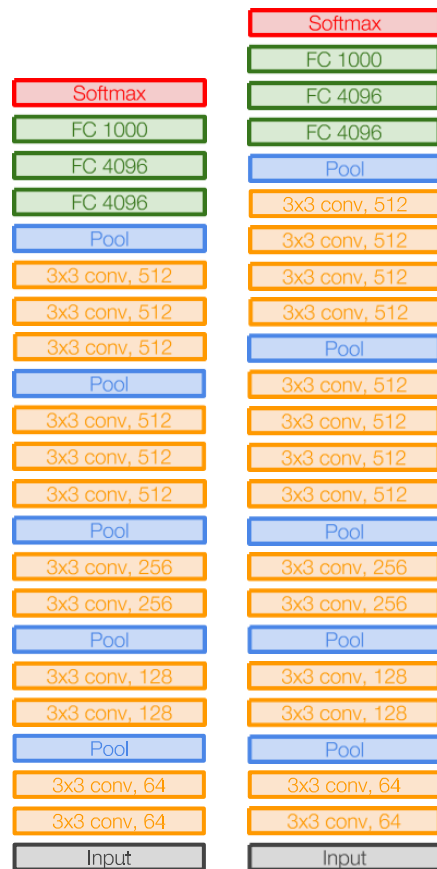 Softmax
FC 1000
FC 4096
FC 4096
Pool
3x3 conv, 512
3x3 conv, 512
3x3 conv, 512
Pool
3x3 conv, 512
3x3 conv, 512
3x3 conv, 512
Pool
3x3 conv, 256
3x3 conv, 256
Pool
3x3 conv, 128
3x3 conv, 128
Pool
3x3 conv, 64
3x3 conv, 64
Input
Softmax
FC 1000
FC 4096
FC 4096
Pool
3x3 conv, 512
3x3 conv, 512
3x3 conv, 512
3x3 conv, 512
Pool
3x3 conv, 512
3x3 conv, 512
3x3 conv, 512
3x3 conv, 512
Pool
3x3 conv, 256
3x3 conv, 256
Pool
3x3 conv, 128
3x3 conv, 128
Pool
3x3 conv, 64
3x3 conv, 64
Input